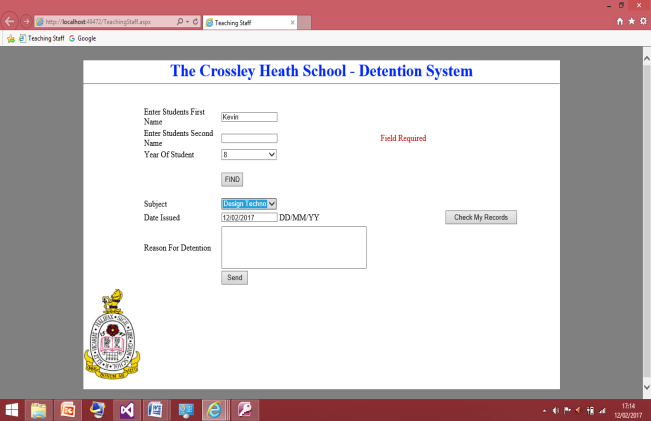 http://localhost:49472/TeachingStaff.aspx
Teaching Staff
Teaching Staff
Google
The Crossley Heath School - Detention System
Enter Students First
Name
Kevin
Enter Students Second
Name
Field Required
Year Of Student
8
FIND
Subject
Design Techno
Date Issued
12/02/2017
DD/MM/YY
Check My Records
Reason For Detention
Send
17:14
12/02/2017